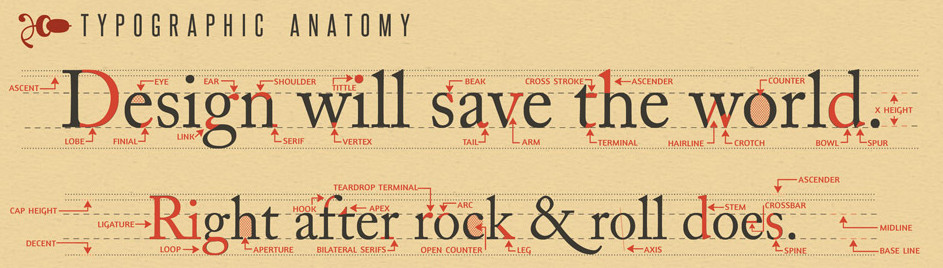 TYPOGRAPHIC ANATOMY
ASCENT EYE EAR SHOULDER TITTLE BEAK CROSS STROKE ASCENDER COUNTER
Design will save the world.
X HEIGHT
LOBE FINIAL LINK SERIF VERTEX TAIL ARM TERMINAL HAIRLINE CROTCH BOWL SPUR
TEARDROP TERMINAL ASCENDER
CAP HEIGHT LIGATURE HOOK APEX ARC STEM CROSSBAR
Right after rock & roll does.
MIDLINE
DECENT LOOP APERTURE BILATERAL SERIFS OPEN COUNTER LEG AXIS SPINE BASE LINE